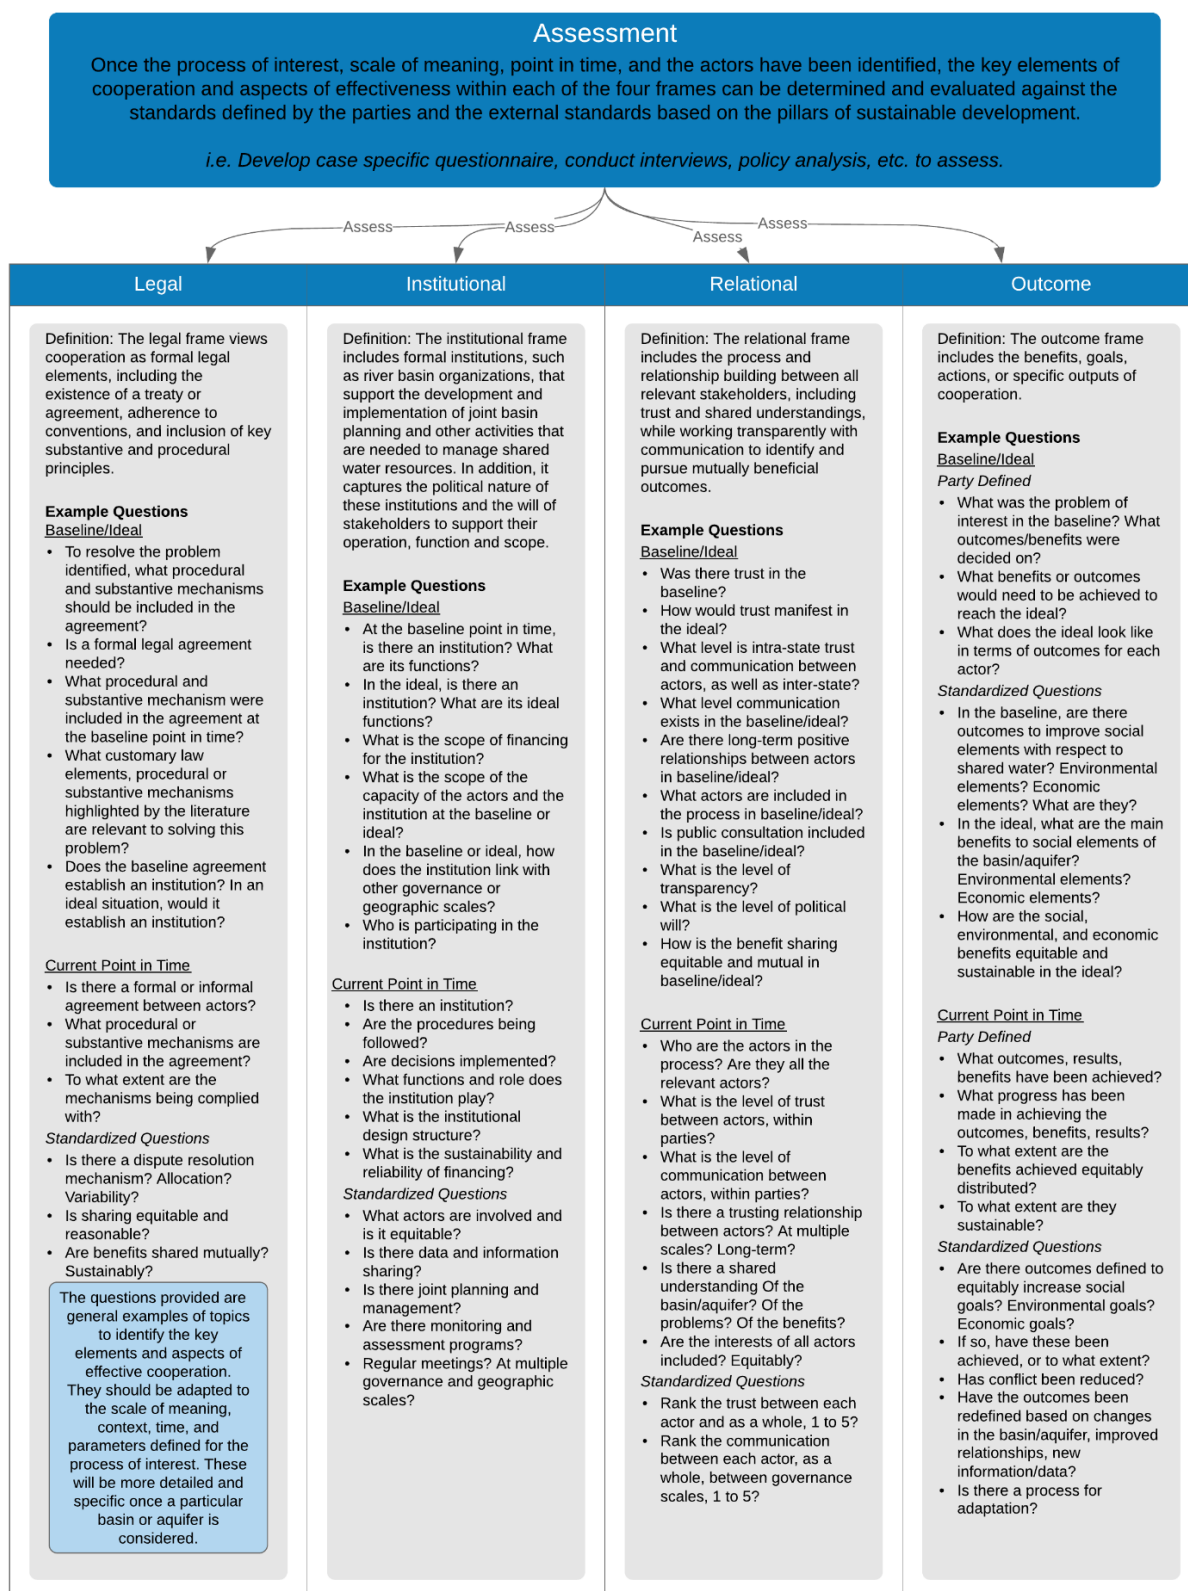 Assessment
Once the process of interest, scale of meaning, point in time, and the actors have been identified, the key elements of
cooperation and aspects of effectiveness within each of the four frames can be determined and evaluated against the
standards defined by the parties and the external standards based on the pillars of sustainable development.
i.e. Develop case specific questionnaire, conduct interviews, policy analysis, etc. to assess.
Assess
Assess
Assess
Assess
Legal
Definition: The legal frame views
cooperation as formal legal
elements, including the
existence of a treaty or
agreement, adherence to
conventions, and inclusion of key
substantive and procedural
principles.
Example Questions
Baseline/Ideal
• To resolve the problem
identified, what procedural
and substantive mechanisms
should be included in the
agreement?
• Is a formal legal agreement
needed?
• What procedural and
substantive mechanism were
included in the agreement at
the baseline point in time?
• What customary law
elements, procedural or
substantive mechanisms
highlighted by the literature
are relevant to solving this
problem?
• Does the baseline agreement
establish an institution? In an
ideal situation, would it
establish an institution?
Current Point in Time
• Is there a formal or informal
agreement between actors?
• What procedural or
substantive mechanisms are
included in the agreement?
• To what extent are the
mechanisms being complied
with?
Standardized Questions
• Is there a dispute resolution
mechanism? Allocation?
Variability?
• Is sharing equitable and
reasonable?
• Are benefits shared mutually?
Sustainably?
The questions provided are
general examples of topics
to identify the key
elements and aspects of
effective cooperation.
They should be adapted to
the scale of meaning,
context, time, and
parameters defined for the
process of interest. These
will be more detailed and
specific once a particular
basin or aquifer is
considered.
Institutional
Definition: The institutional frame
includes formal institutions, such
as river basin organizations, that
support the development and
implementation of joint basin
planning and other activities that
are needed to manage shared
water resources. In addition, it
captures the political nature of
these institutions and the will of
stakeholders to support their
operation, function and scope.
Example Questions
Baseline/Ideal
• At the baseline point in time,
is there an institution? What
are its functions?
• In the ideal, is there an
institution? What are its ideal
functions?
• What is the scope of financing
for the institution?
• What is the scope of the
capacity of the actors and the
institution at the baseline or
ideal?
• In the baseline or ideal, how
does the institution link with
other governance or
geographic scales?
• Who is participating in the
institution?
Current Point in Time
• Is there an institution?
• Are the procedures being
followed?
• Are decisions implemented?
• What functions and role does
the institution play?
• What is the institutional
design structure?
• What is the sustainability and
reliability of financing?
Standardized Questions
• What actors are involved and
is it equitable?
• Is there data and information
sharing?
• Is there joint planning and
management?
• Are there monitoring and
assessment programs?
• Regular meetings? At multiple
governance and geographic
scales?
Relational
Definition: The relational frame
includes the process and
relationship building between all
relevant stakeholders, including
trust and shared understandings,
while working transparently with
communication to identify and
pursue mutually beneficial
outcomes.
Example Questions
Baseline/Ideal
• Was there trust in the
baseline?
• How would trust manifest in
the ideal?
• What level is intra-state trust
and communication between
actors, as well as inter-state?
• What level communication
exists in the baseline/ideal?
• Are there long-term positive
relationships between actors
in baseline/ideal?
• What actors are included in
the process in baseline/ideal?
• Is public consultation included
in the baseline/ideal?
• What is the level of
transparency?
• What is the level of political
will?
• How is the benefit sharing
equitable and mutual in
baseline/ideal?
Current Point in Time
• Who are the actors in the
process? Are they all the
relevant actors?
• What is the level of trust
between actors, within
parties?
• What is the level of
communication between
actors, within parties?
• Is there a trusting relationship
between actors? At multiple
scales? Long-term?
• Is there a shared
understanding Of the
basin/aquifer? Of the
problems? Of the benefits?
• Are the interests of all actors
included? Equitably?
Standardized Questions
• Rank the trust between each
actor and as a whole, 1 to 5?
• Rank the communication
between each actor, as a
whole, between governance
scales, 1 to 5?
Outcome
Definition: The outcome frame
includes the benefits, goals,
actions, or specific outputs of
cooperation.
Example Questions
Baseline/Ideal
Party Defined
• What was the problem of
interest in the baseline? What
outcomes/benefits were
decided on?
• What benefits or outcomes
would need to be achieved to
reach the ideal?
• What does the ideal look like
in terms of outcomes for each
actor?
Standardized Questions
• In the baseline, are there
outcomes to improve social
elements with respect to
shared water? Environmental
elements? Economic
elements? What are they?
• In the ideal, what are the main
benefits to social elements of
the basin/aquifer?
Environmental elements?
Economic elements?
• How are the social,
environmental, and economic
benefits equitable and
sustainable in the ideal?
Current Point in Time
Party Defined
• What outcomes, results,
benefits have been achieved?
• What progress has been
made in achieving the
outcomes, benefits, results?
• To what extent are the
benefits achieved equitably
distributed?
• To what extent are they
sustainable?
Standardized Questions
• Are there outcomes defined to
equitably increase social
goals? Environmental goals?
Economic goals?
• If so, have these been
achieved, or to what extent?
• Has conflict been reduced?
• Have the outcomes been
redefined based on changes
in the basin/aquifer, improved
relationships, new
information/data?
• Is there a process for
adaptation?